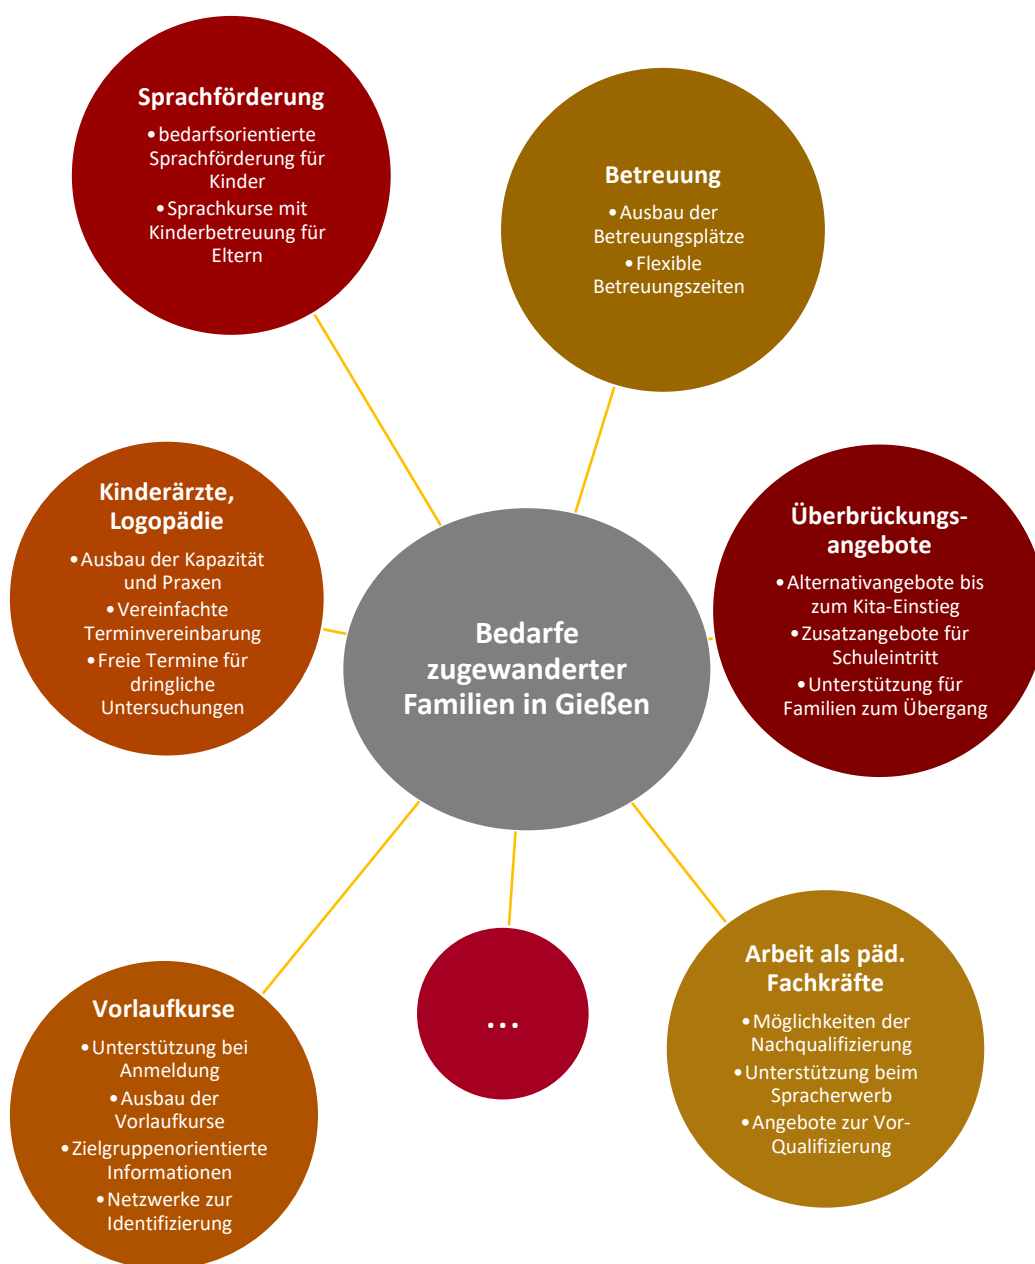 Sprachförderung
• bedarfsorientierte
Sprachförderung für
Kinder
• Sprachkurse mit
Kinderbetreuung für
Eltern
Betreuung
• Ausbau der
Betreuungsplätze
• Flexible
Betreuungszeiten
Kinderärzte,
Logopädie
• Ausbau der Kapazität
und Praxen
• Vereinfachte
Terminvereinbarung
• Freie Termine für
dringliche
Untersuchungen
Bedarfe
zugewanderter
Familien in Gießen
Überbrückungs-
angebote
• Alternativangebote bis
zum Kita-Einstieg
• Zusatzangebote für
Schuleintritt
• Unterstützung für
Familien zum Übergang
Vorlaufkurse
• Unterstützung bei
Anmeldung
• Ausbau der
Vorlaufkurse
• Zielgruppenorientierte
Informationen
• Netzwerke zur
Identifizierung
...
Arbeit als päd.
Fachkräfte
• Möglichkeiten der
Nachqualifizierung
• Unterstützung beim
Spracherwerb
• Angebote zur Vor-
Qualifizierung